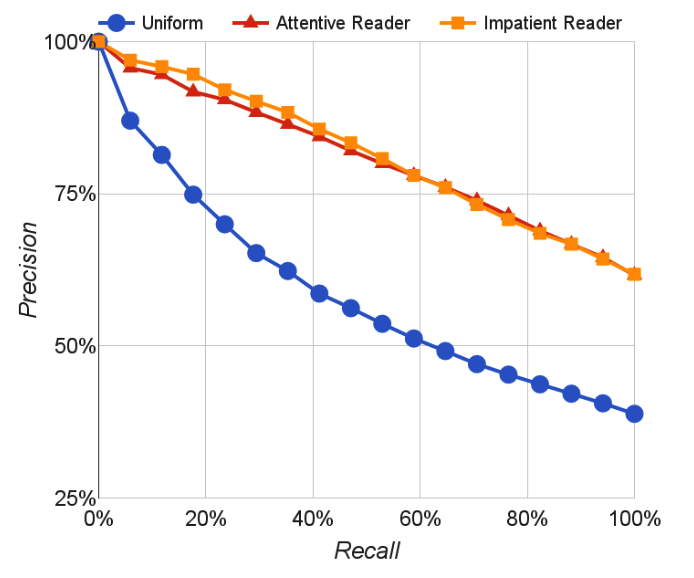 Uniform Attentive Reader Impatient Reader
100%
75%
50%
25%
Precision
0% 20% 40% 60% 80% 100%
Recall